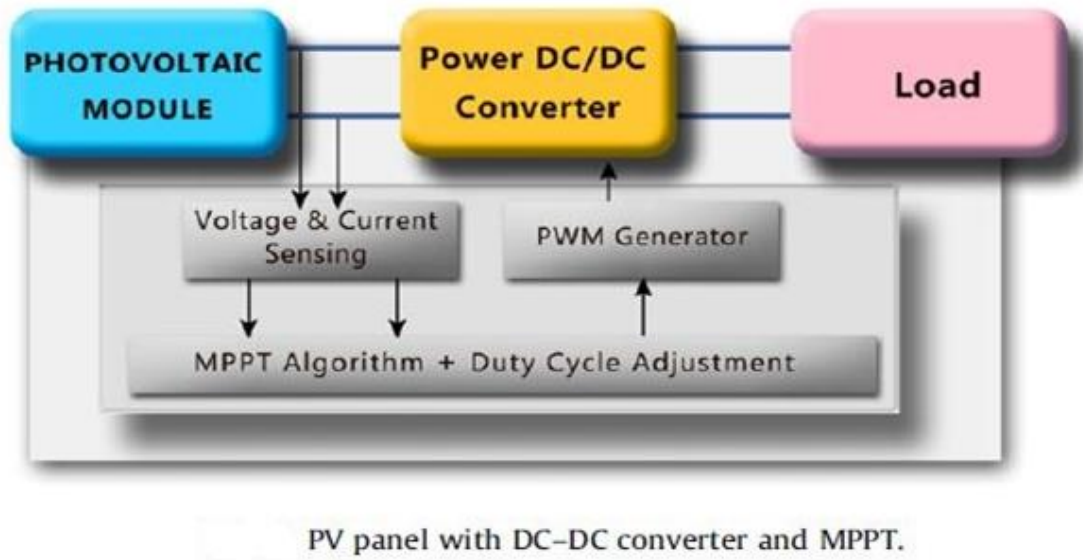 PHOTOVOLTAIC
MODULE
Power DC/DC
Converter
Load
Voltage & Current
Sensing
PWM Generator
MPPT Algorithm + Duty Cycle Adjustment
PV panel with DC–DC converter and MPPT.